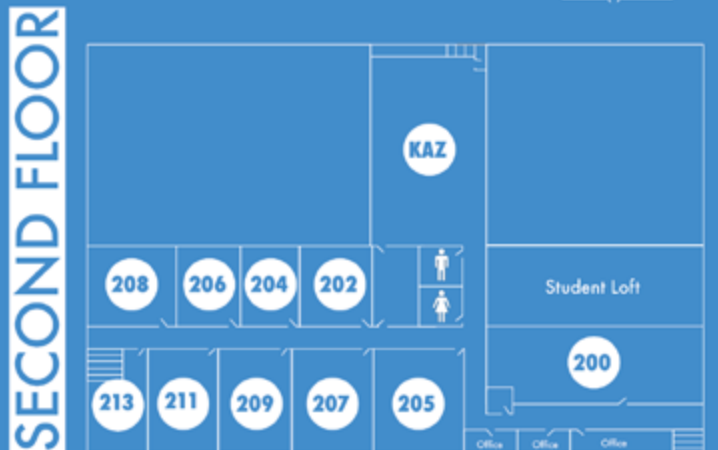 SECOND FLOOR
KAZ
208
206
204
202
Student Loft
200
213
211
209
207
205
Office
Office
Office